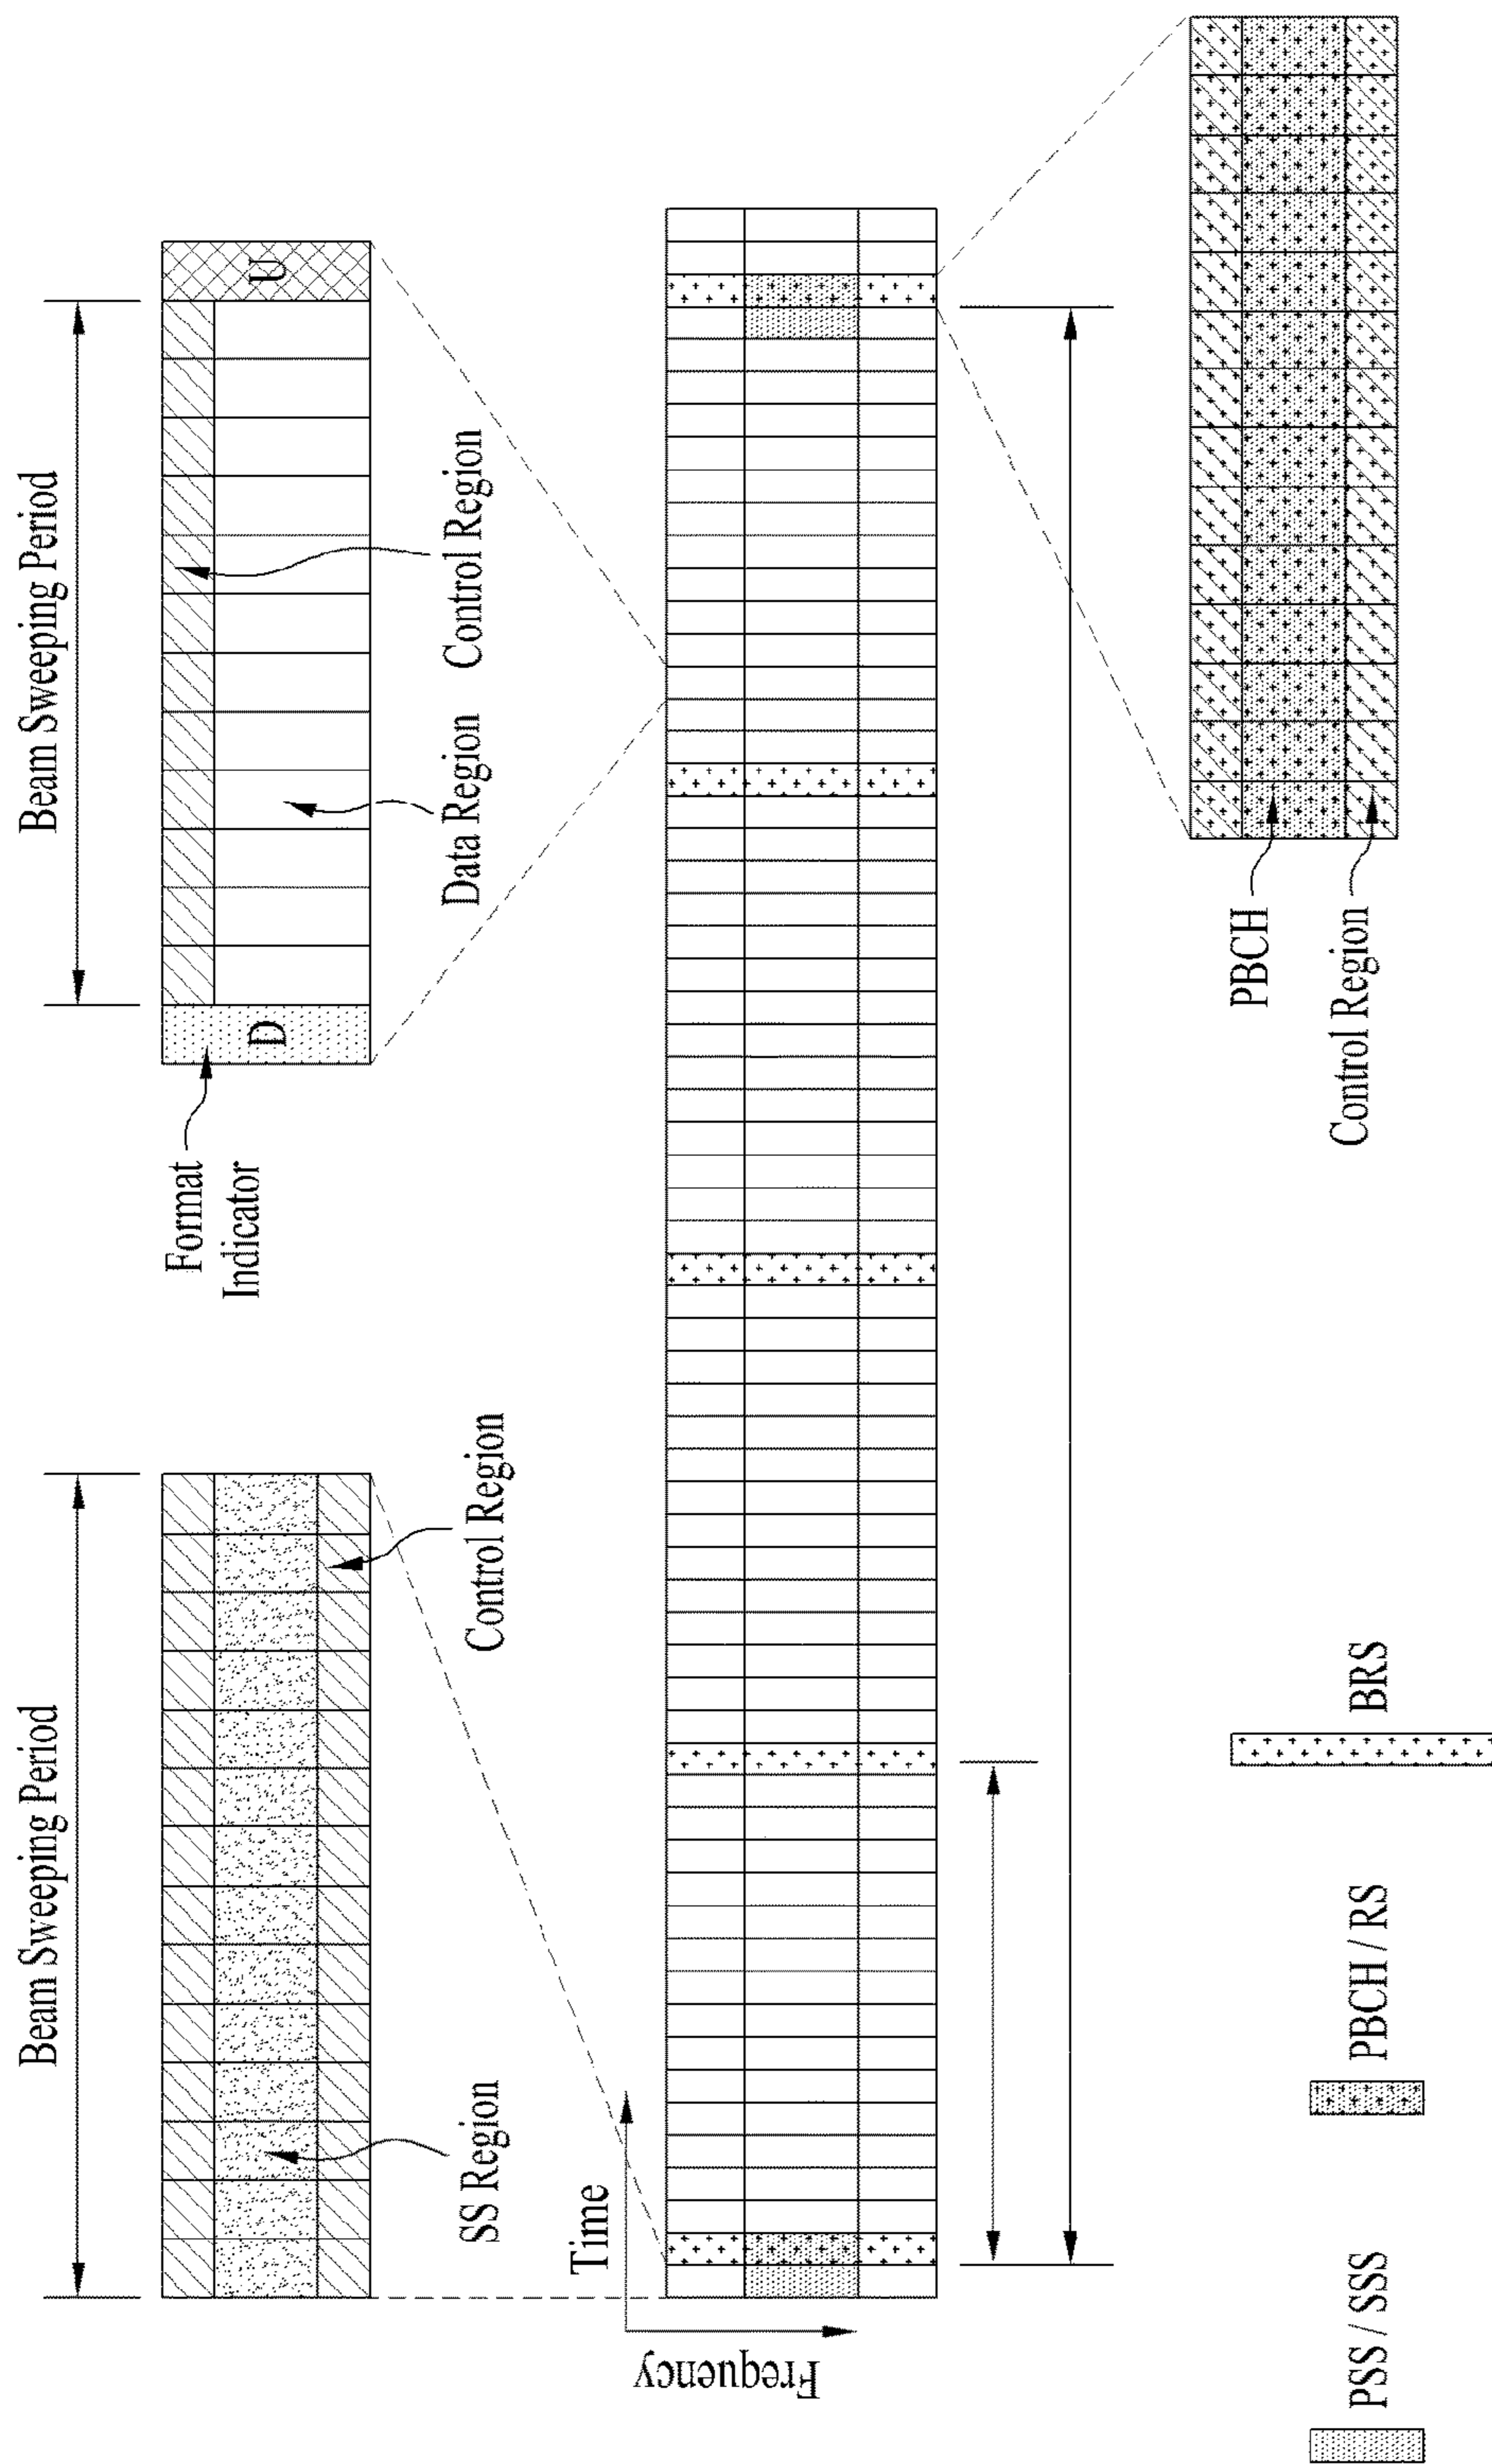 Beam Sweeping Period
Beam Sweeping Period
SS Region
Control Region
Format
Indicator
D
U
Data Region
Control Region
Time
Frequency
PBCH
Control Region
PSS / SSS
PBCH / RS
BRS